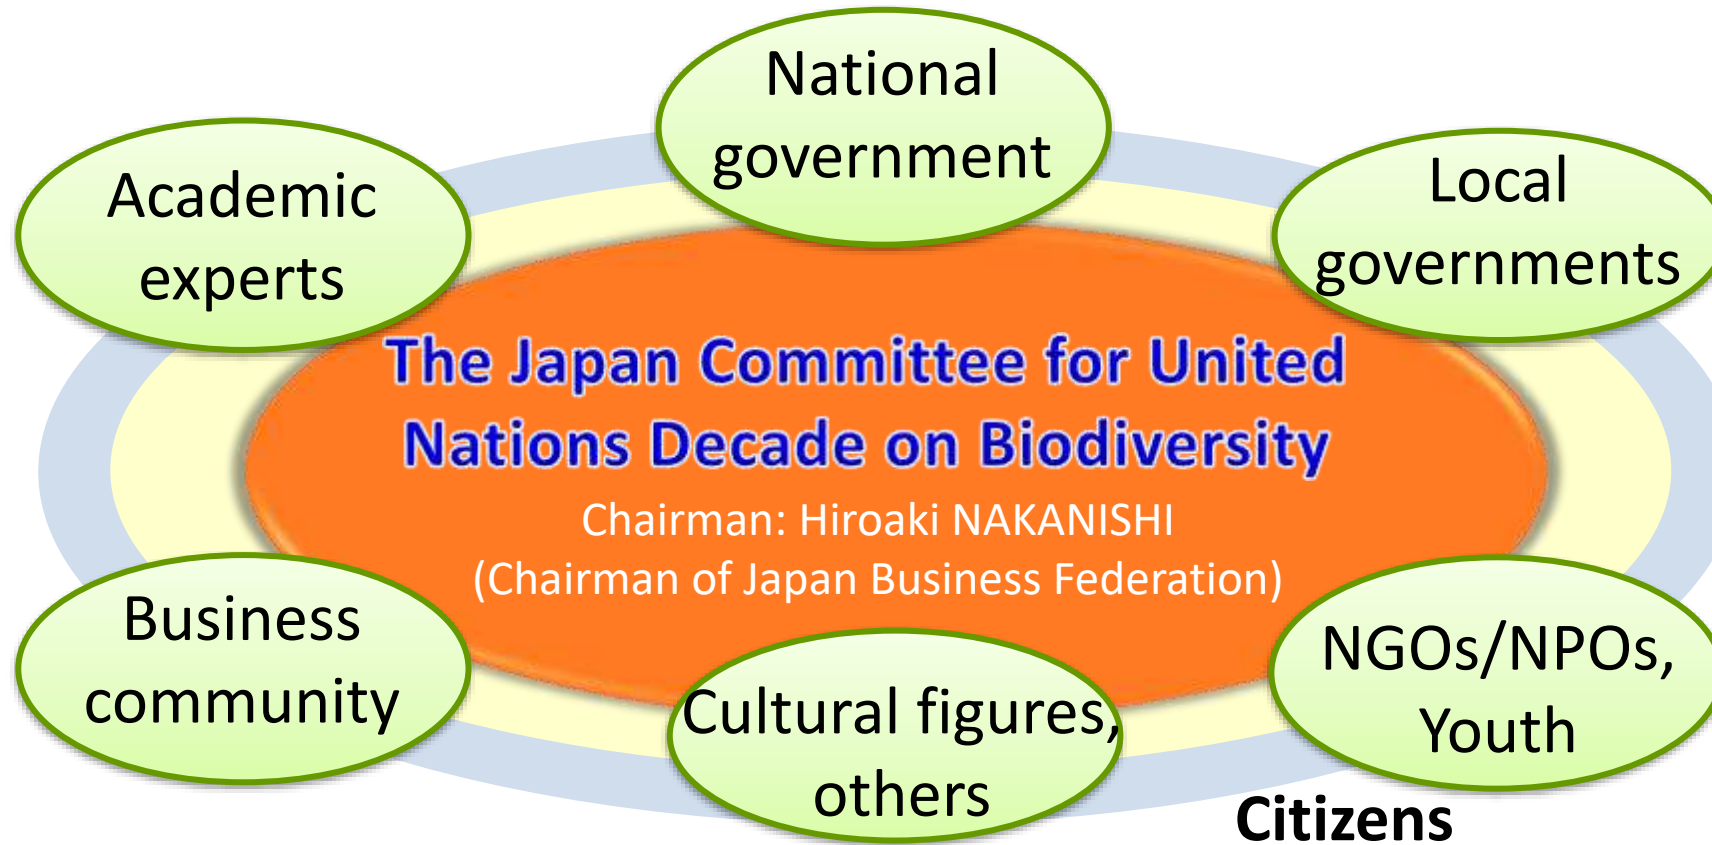 National
government
Academic
experts
Local
governments
The Japan Committee for United
Nations Decade on Biodiversity
Chairman: Hiroaki NAKANISHI
(Chairman of Japan Business Federation)
Business
community
Cultural figures,
others
NGOs/NPOs,
Youth
Citizens